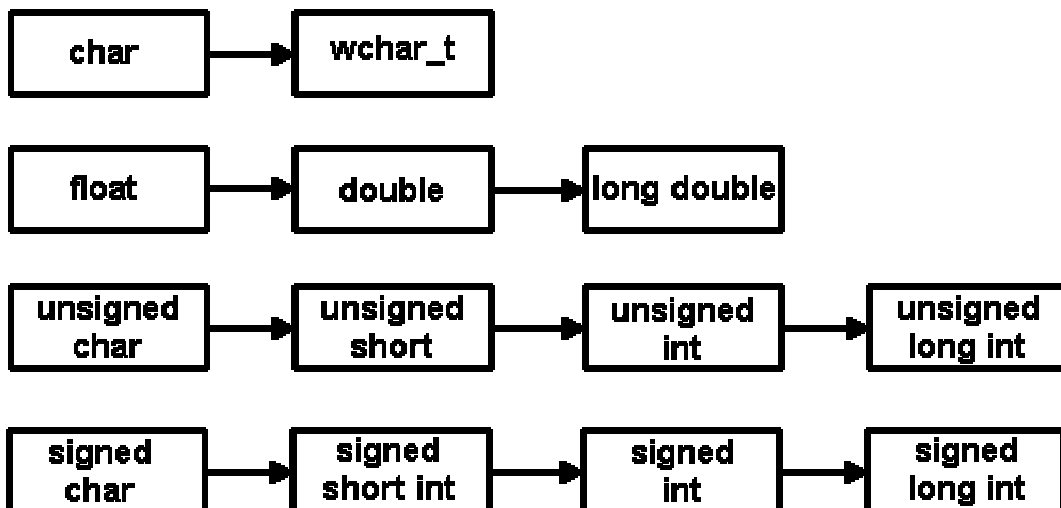 char
wchar_t
float
double
long double
unsigned
char
unsigned
short
unsigned
int
unsigned
long int
signed
char
signed
short int
signed
int
signed
long int